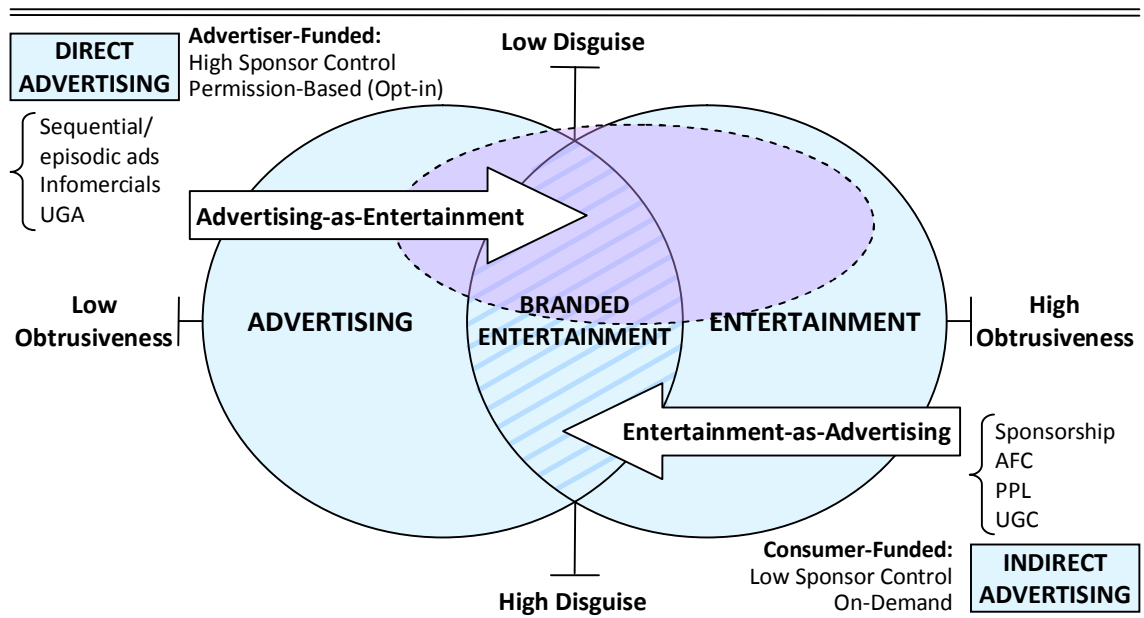 DIRECT
ADVERTISING
Advertiser-Funded:
High Sponsor Control
Permission-Based (Opt-in)
Low Disguise
Sequential/
episodic ads
Infomercials
UGA
Advertising-as-Entertainment
Low
Obtrusiveness
ADVERTISING
BRANDED
ENTERTAINMENT
ENTERTAINMENT
High
Obtrusiveness
Entertainment-as-Advertising
Sponsorship
AFC
PPL
UGC
Consumer-Funded:
Low Sponsor Control
On-Demand
INDIRECT
ADVERTISING
High Disguise